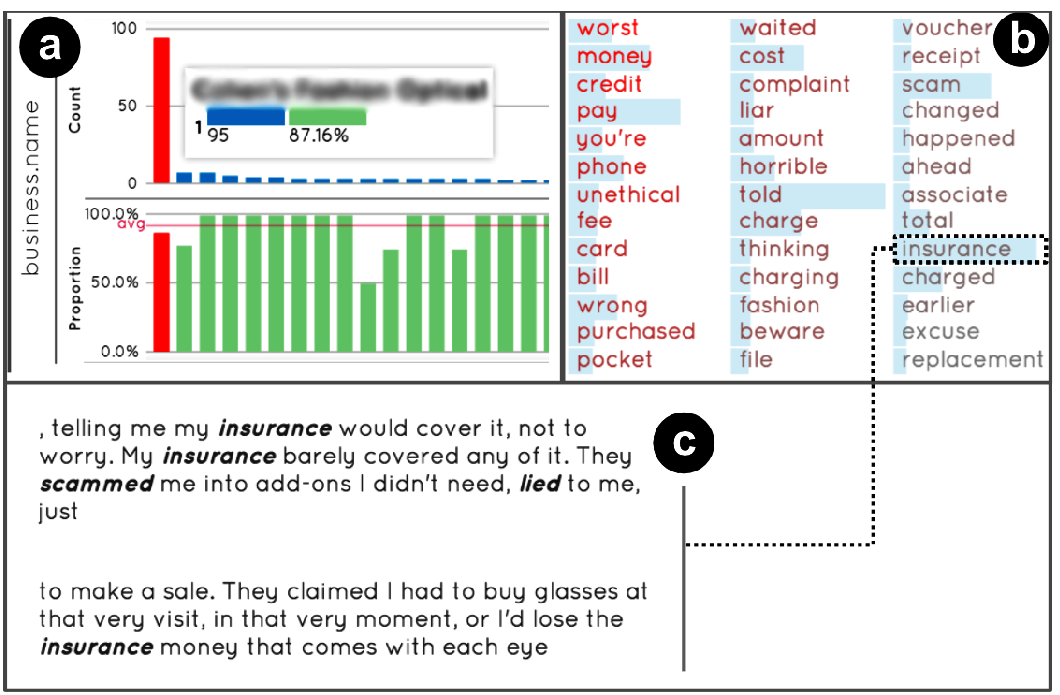 a
business.name
Count
100
50
0
1
95 87.16%
Proportion
100.0%
avg
50.0%
0.0%
b
worst waited voucher
money cost receipt
credit complaint scam
pay liar changed
you're amount happened
phone horrible ahead
unethical told associate
fee charge total
card thinking insurance
bill charging charged
wrong fashion earlier
purchased beware excuse
pocket file replacement
c
, telling me my insurance would cover it, not to
worry. My insurance barely covered any of it. They
scammed me into add-ons I didn't need, lied to me,
just
to make a sale. They claimed I had to buy glasses at
that very visit, in that very moment, or I'd lose the
insurance money that comes with each eye